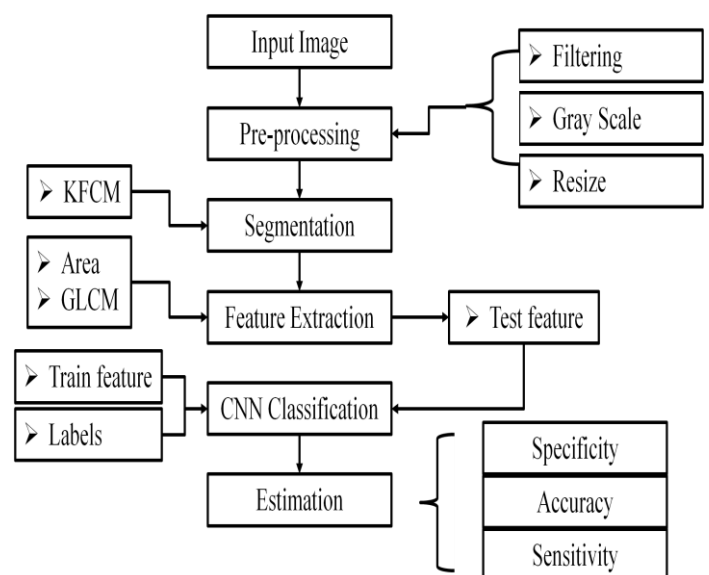 Input Image
Pre-processing
➢ Filtering
➢ Gray Scale
➢ Resize
➢ KFCM
Segmentation
➢ Area
➢ GLCM
Feature Extraction
➢ Test feature
➢ Train feature
➢ Labels
CNN Classification
Estimation
Specificity
Accuracy
Sensitivity